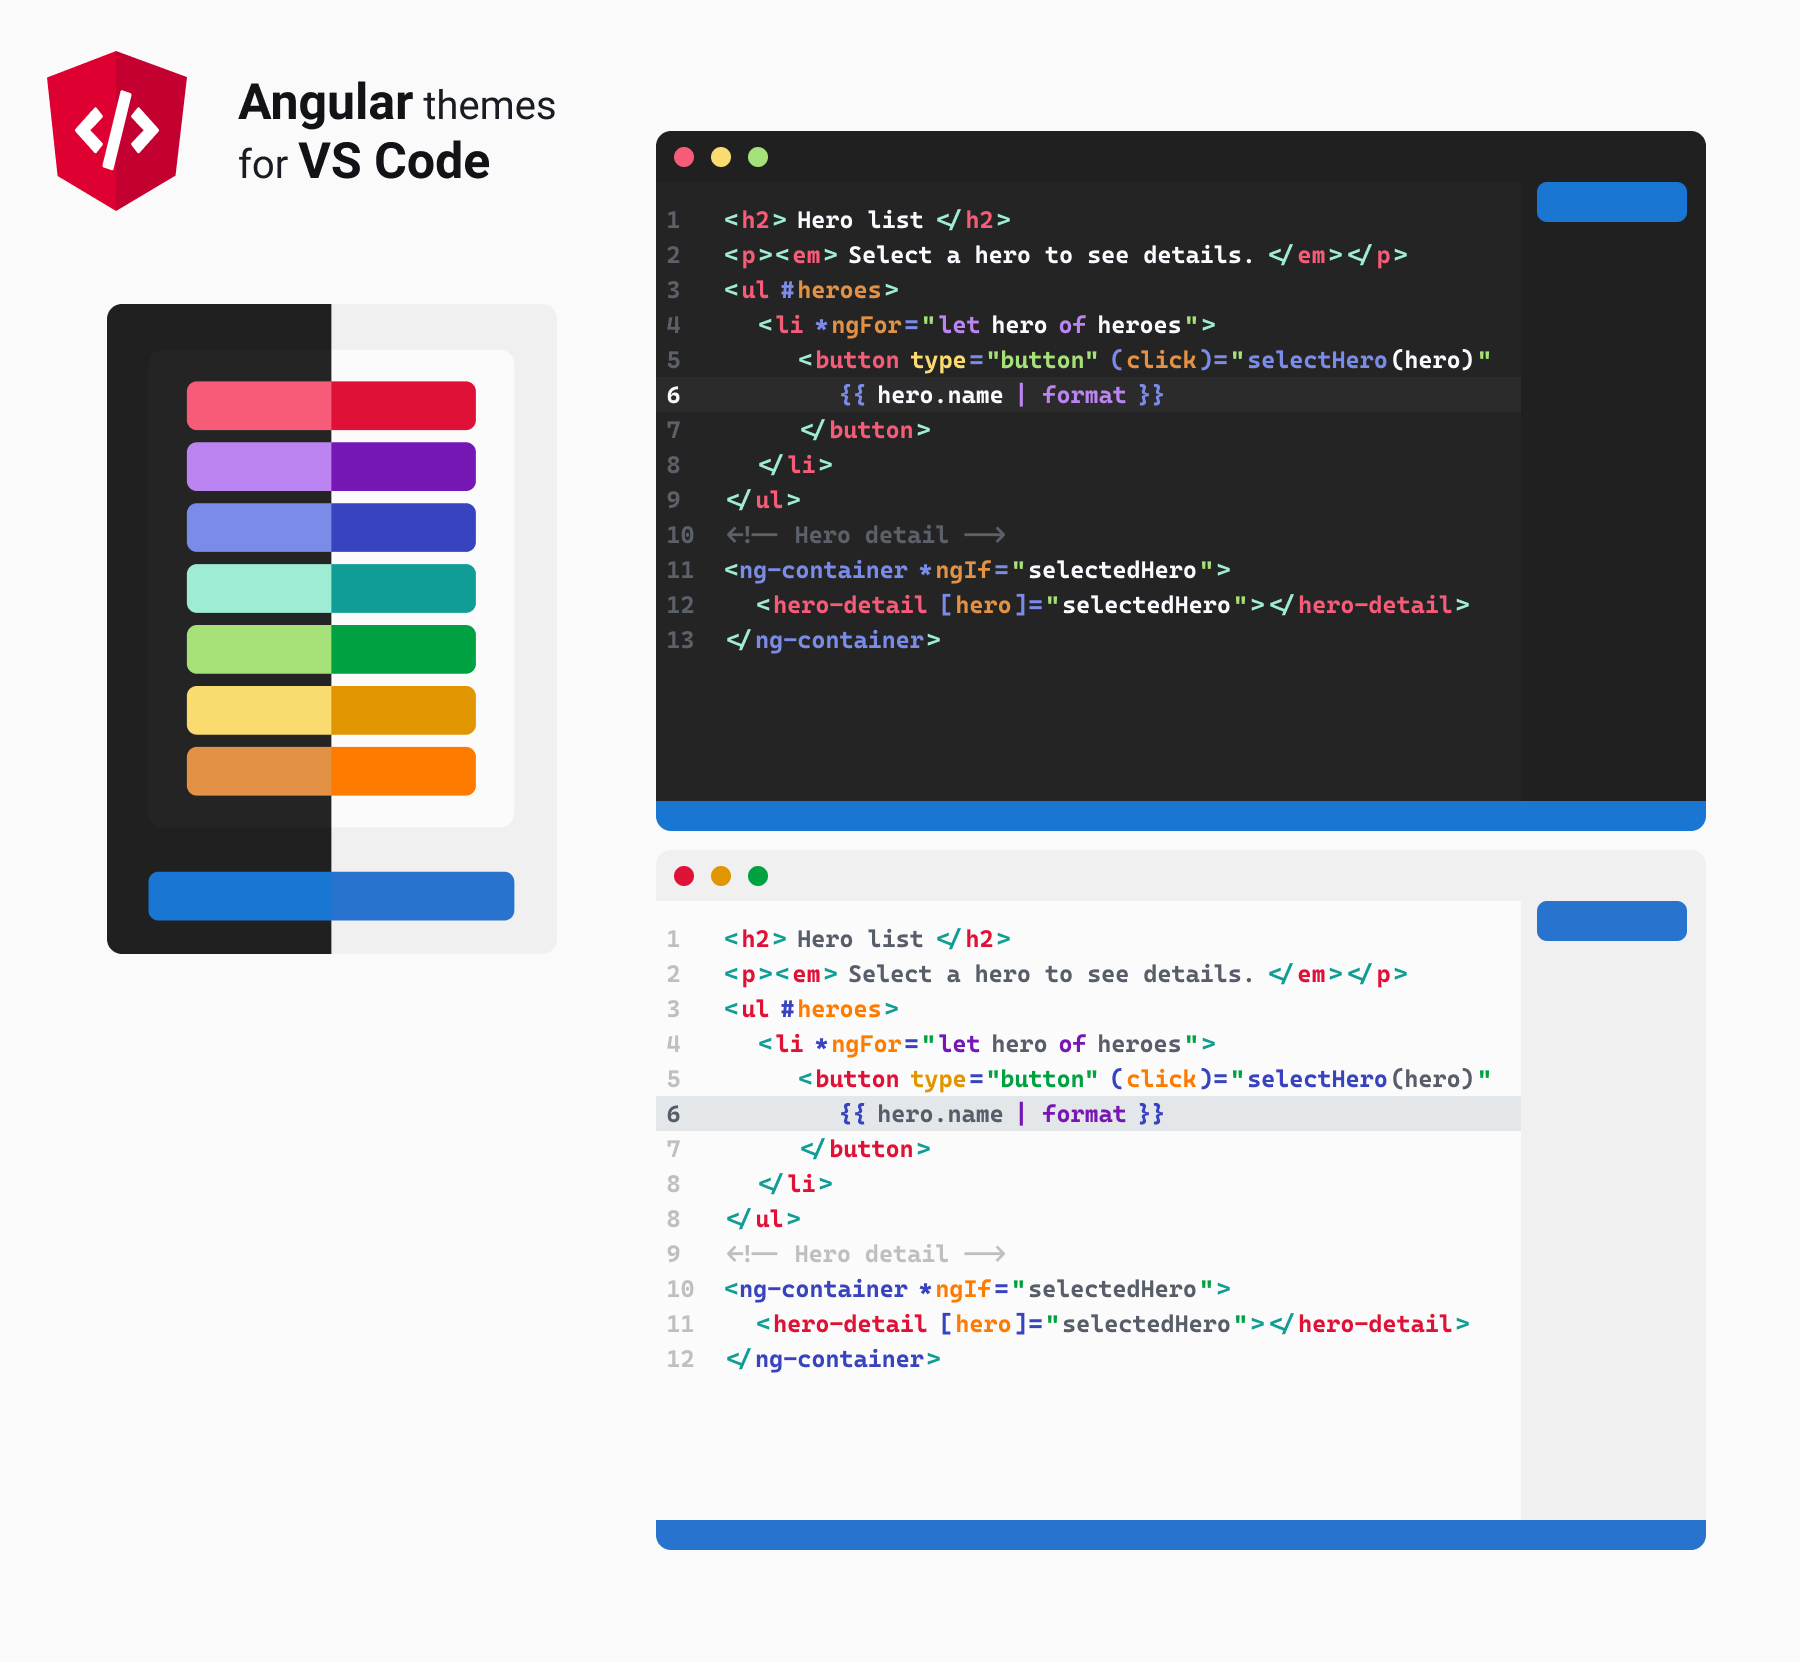 Angular themes
for VS Code
1 <h2> Hero list </h2>
2 <p><em> Select a hero to see details. </em></p>
3 <ul #heroes>
4 <li *ngFor="let hero of heroes">
5 <button type="button" (click)="selectHero(hero)"
6 {{ hero.name | format }}
7 </button>
8 </li>
9 </ul>
10 <!-- Hero detail -->
11 <ng-container *ngIf="selectedHero">
12 <hero-detail [hero]="selectedHero"></hero-detail>
13 </ng-container>
1 <h2> Hero list </h2>
2 <p><em> Select a hero to see details. </em></p>
3 <ul #heroes>
4 <li *ngFor="let hero of heroes">
5 <button type="button" (click)="selectHero(hero)"
6 {{ hero.name | format }}
7 </button>
8 </li>
8 </ul>
9 <!-- Hero detail -->
10 <ng-container *ngIf="selectedHero">
11 <hero-detail [hero]="selectedHero"></hero-detail>
12 </ng-container>